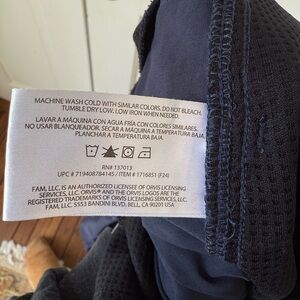 MACHINE WASH COLD WITH SIMILAR COLORS. DO NOT BLEACH.
TUMBLE DRY LOW. LOW IRON WHEN NEEDED.
LAVAR A MÁQUINA CON AGUA FRÍA CON COLORES SIMILARES.
NO USAR BLANQUEADOR. SECAR A MÁQUINA A TEMPERATURA BAJA.
PLANCHAR A TEMPERATURA BAJA.
RN# 137013
UPC # 719408784145 / ITEM # 1716851 (F24)
FAM, LLC. IS AN AUTHORIZED LICENSEE OF ORVIS LICENSING
SERVICES, LLC. ORVIS® AND THE LOGOS ARE
REGISTERED TRADEMARKS OF ORVIS LICENSING SERVICES, LLC.
FAM, LLC. 5553 BANDINI BLVD. BELL, CA 90201 USA